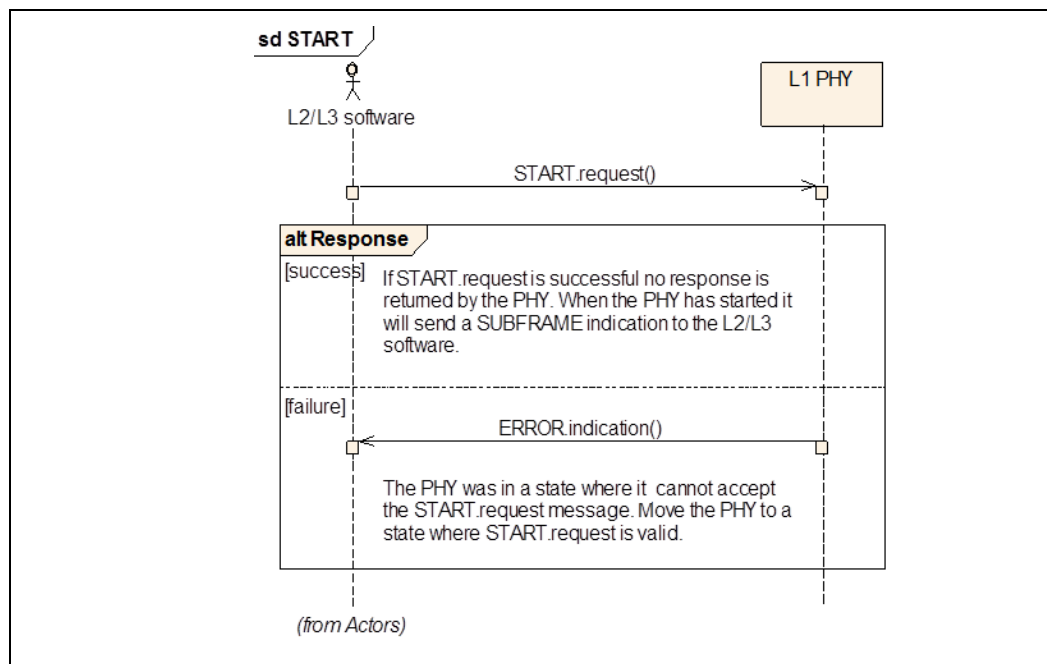 sd START
L2/L3 software
L1 PHY
START.request()
alt Response
[success]
If START.request is successful no response is
returned by the PHY. When the PHY has started it
will send a SUBFRAME indication to the L2/L3
software.
[failure]
ERROR.indication()
The PHY was in a state where it cannot accept
the START.request message. Move the PHY to a
state where START.request is valid.
(from Actors)